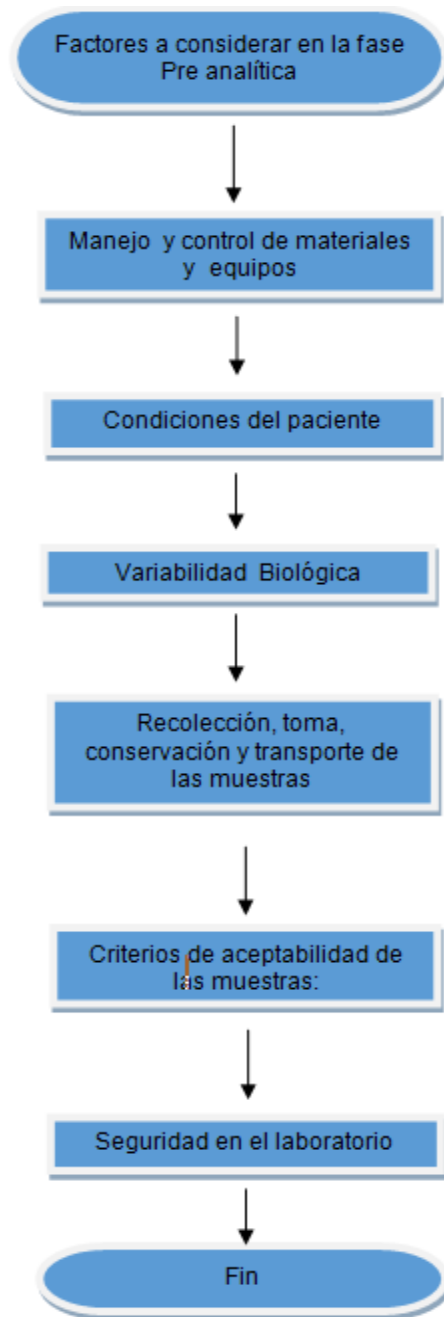 Factores a considerar en la fase
Pre analítica
Manejo y control de materiales
y equipos
Condiciones del paciente
Variabilidad Biológica
Recolección, toma,
conservación y transporte de
las muestras
Criterios de aceptabilidad de
las muestras:
Seguridad en el laboratorio
Fin